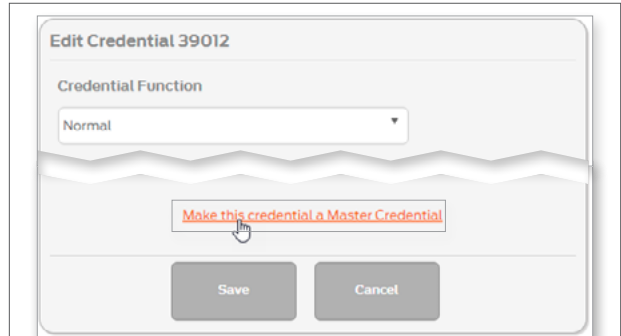 Edit Credential 39012
Credential Function
Normal
Make this credential a Master Credential
Save Cancel